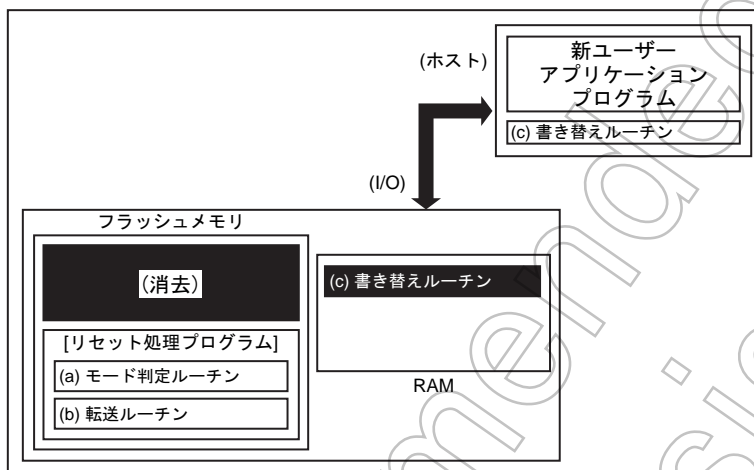 (ホスト)
新ユーザー
アプリケーション
プログラム
(c) 書き替えルーチン
(I/O)
フラッシュメモリ
(消去)
[リセット処理プログラム]
(a) モード判定ルーチン
(b) 転送ルーチン
(c) 書き替えルーチン
RAM